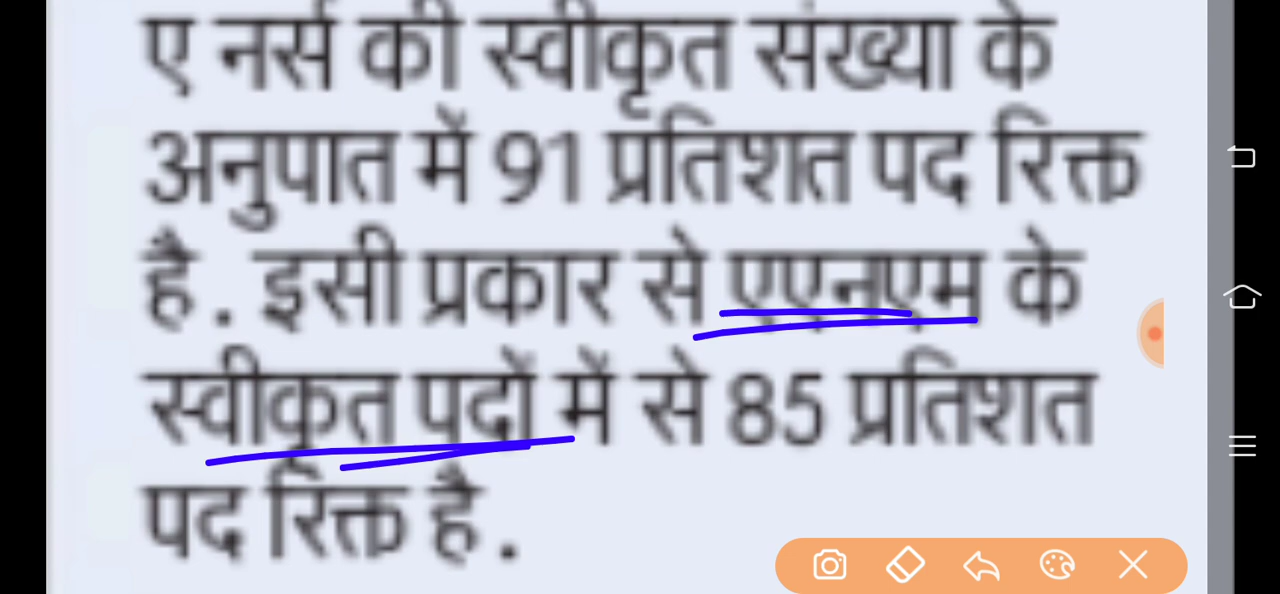 ए नर्स की स्वीकृत संख्या के
अनुपात में 91 प्रतिशत पद रिक्त
है . इसी प्रकार से एएनएम के
स्वीकृत पदों में से 85 प्रतिशत
पद रिक्त है .